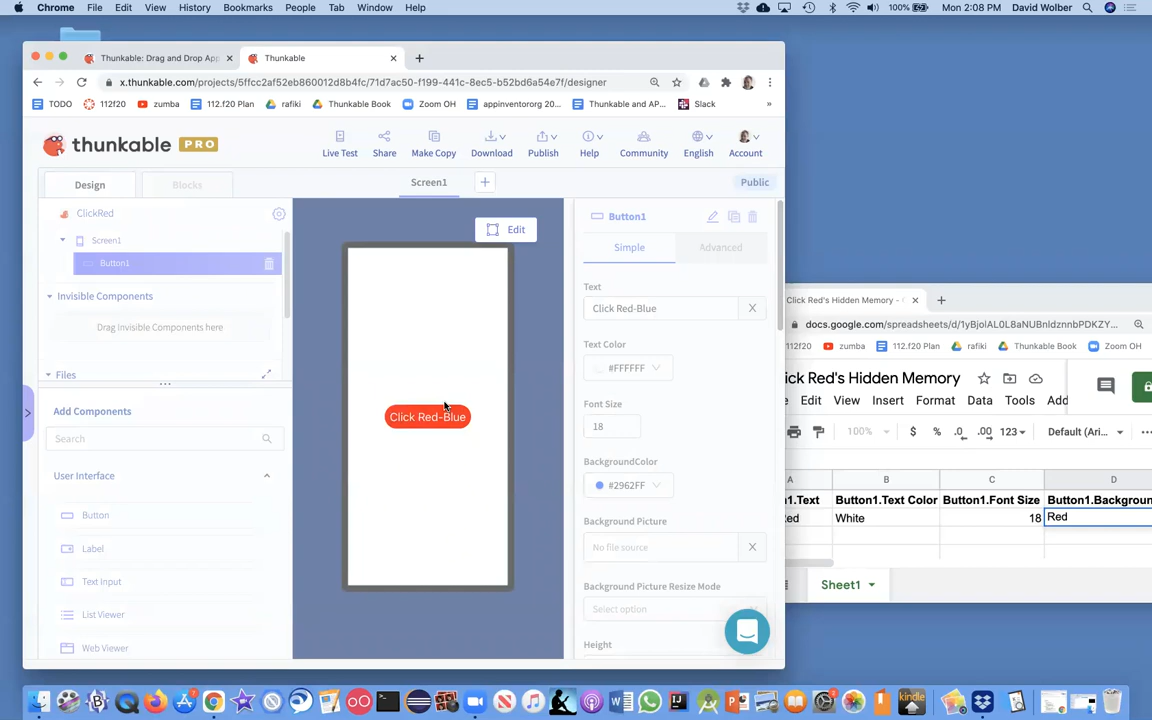 Chrome File Edit View History Bookmarks People Tab Window Help 100% Mon 2:08 PM David Wolber
Thunkable: Drag and Drop App
Thunkable
x.thunkable.com/projects/5ffcc2af52eb860012d8b4fc/71d7ac50-f199-441c-8ec5-b52bd6a54e7f/designer
TODO 112f20 zumba 112.f20 Plan rafiki Thunkable Book Zoom OH appinventororg 20... Thunkable and AP... Slack »
thunkable PRO
Live Test Share Make Copy Download Publish Help Community English Account
Design Blocks Screen1 + Public
ClickRed
Screen1
Button1
Invisible Components
Drag Invisible Components here
Files
Add Components
Search
User Interface
Button
Label
Text Input
List Viewer
Web Viewer
Edit
Click Red-Blue
Button1
Simple Advanced
Text
Click Red-Blue X
Text Color
#FFFFFF
Font Size
18
BackgroundColor
#2962FF
Background Picture
No file source X
Background Picture Resize Mode
Select option
Height
Click Red's Hidden Memory -
docs.google.com/spreadsheets/d/1yBjolAL0L8aNUBnldznnbPDKZY...
112f20 zumba 112.f20 Plan rafiki Thunkable Book Zoom OH
ick Red's Hidden Memory
Edit View Insert Format Data Tools Add
100% $ % .0 .00 123 Default (Ari...
A B C D
n1.Text Button1.Text Color Button1.Font Size Button1.Backgroun
Red White 18 Red
Sheet1